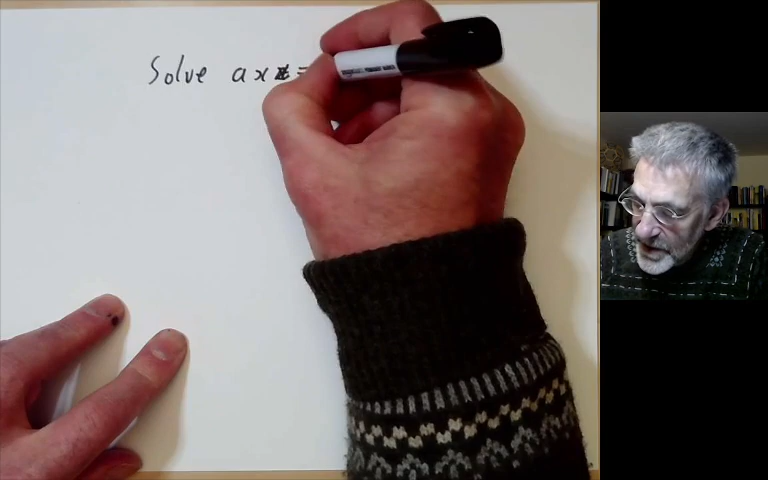 Solve ax =